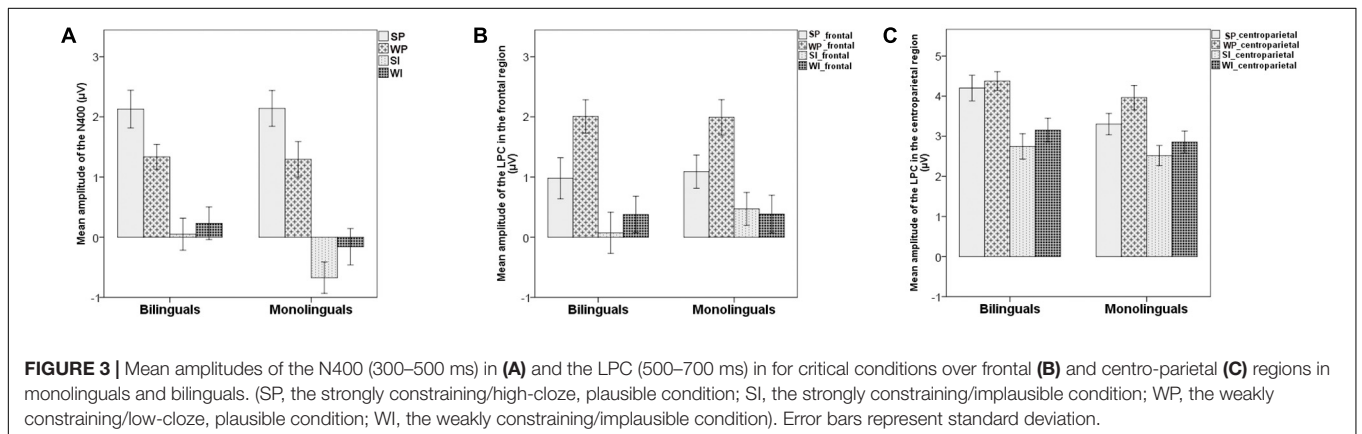 A
SP
WP
SI
WI
Mean amplitude of the N400 (µV)
3
2
1
0
-1
Bilinguals
Monolinguals
B
SP_frontal
WP_frontal
SI_frontal
WI_frontal
Mean amplitude of the LPC in the frontal region
(µV)
3
2
1
0
-1
Bilinguals
Monolinguals
C
SP_centroparietal
WP_centroparietal
SI_centroparietal
WI_centroparietal
Mean amplitude of the LPC in the centroparietal region
(µV)
5
4
3
2
1
0
-1
Bilinguals
Monolinguals
FIGURE 3 | Mean amplitudes of the N400 (300–500 ms) in (A) and the LPC (500–700 ms) in for critical conditions over frontal (B) and centro-parietal (C) regions in
monolinguals and bilinguals. (SP, the strongly constraining/high-cloze, plausible condition; SI, the strongly constraining/implausible condition; WP, the weakly
constraining/low-cloze, plausible condition; WI, the weakly constraining/implausible condition). Error bars represent standard deviation.